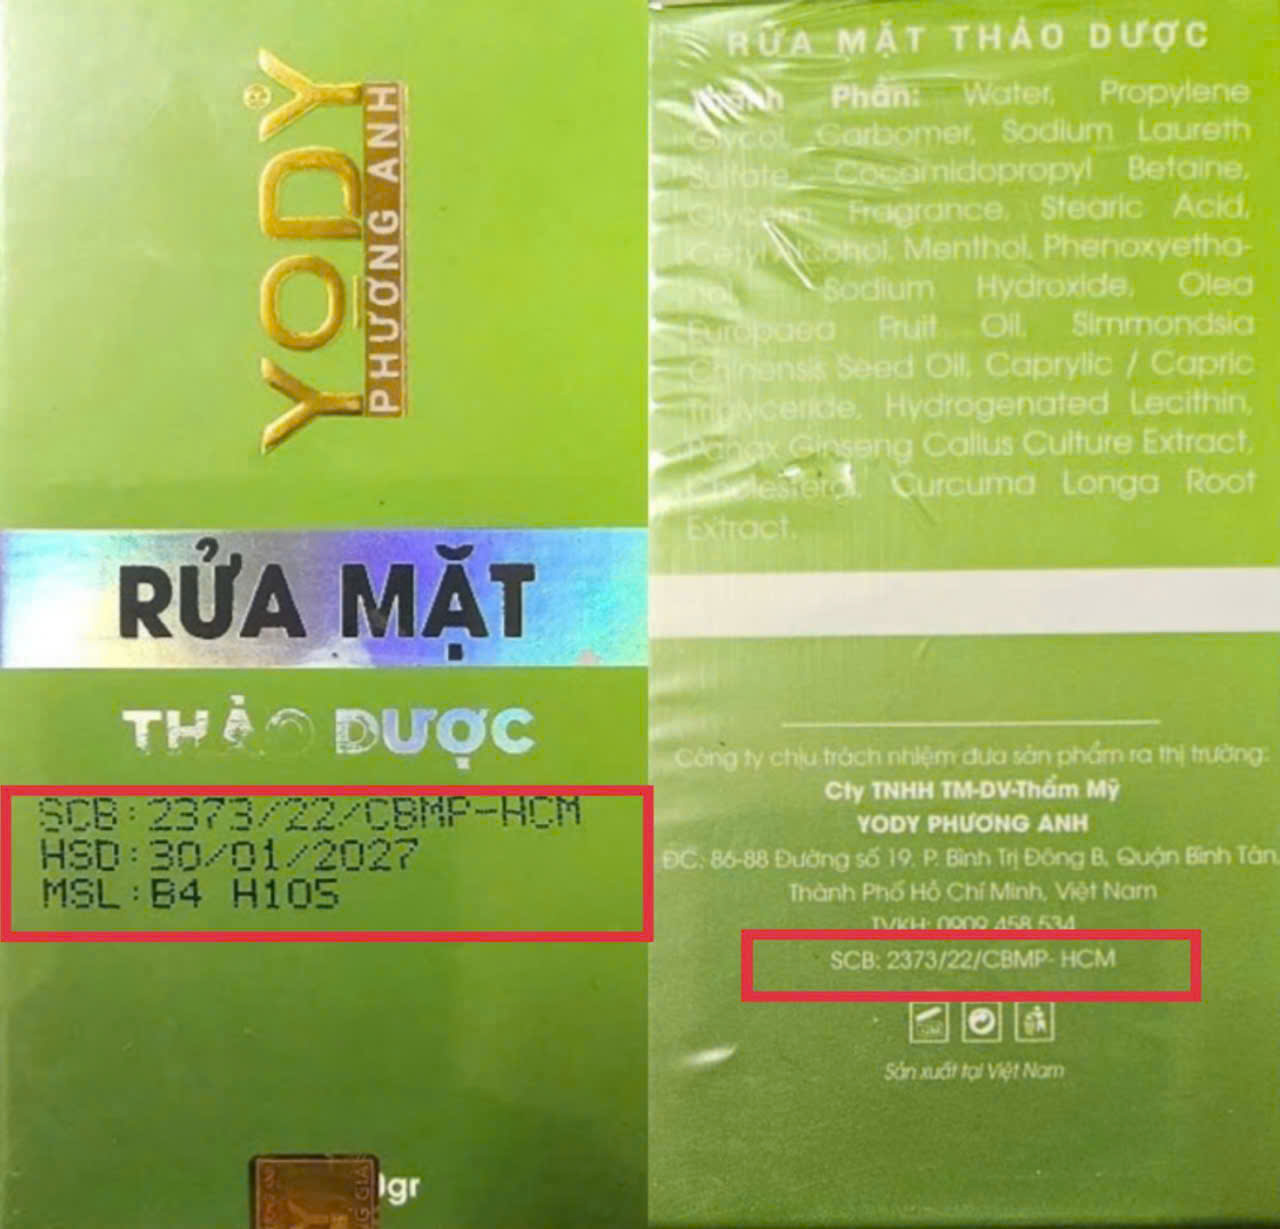 YODY
PHƯƠNG ANH
RỬA MẶT
THẢO DƯỢC
SCB: 2373/22/CBMP-HCM
HSD: 30/01/2027
MSL: B4 H105
gr
RỬA MẶT THẢO DƯỢC
Thành Phần: Water, Propylene
Glycol, Carbomer, Sodium Laureth
Sulfate, Cocamidopropyl Betaine,
Glycerin, Fragrance, Stearic Acid,
Cetyl Alcohol, Menthol, Phenoxyetha-
nol, Sodium Hydroxide, Olea
Europaea Fruit Oil, Simmondsia
Chinensis Seed Oil, Caprylic / Capric
Triglyceride, Hydrogenated Lecithin,
Panax Ginseng Callus Culture Extract,
Cholesterol, Curcuma Longa Root
Extract.
Công ty chịu trách nhiệm đưa sản phẩm ra thị trường:
Cty TNHH TM-DV-Thẩm Mỹ
YODY PHƯƠNG ANH
ĐC: 86-88 Đường số 19, P. Bình Trị Đông B, Quận Bình Tân,
Thành Phố Hồ Chí Minh, Việt Nam
TVKH: 0909 458 534
SCB: 2373/22/CBMP- HCM
Sản xuất tại Việt Nam